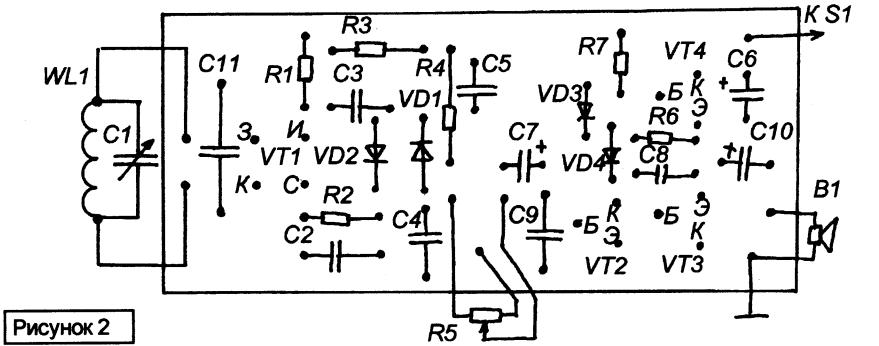 К S1
R3
R7
VT4
C6
WL1
C11
R1
C3
R4
C5
VD1
VD3
Б
К
Э
+
R6
C1
З
И
VT1
VD2
C7
+
VD4
C8
+
C10
К
С
R2
C2
C4
C9
Б
К
Э
Б
Э
К
B1
VT2
VT3
R5
Рисунок 2